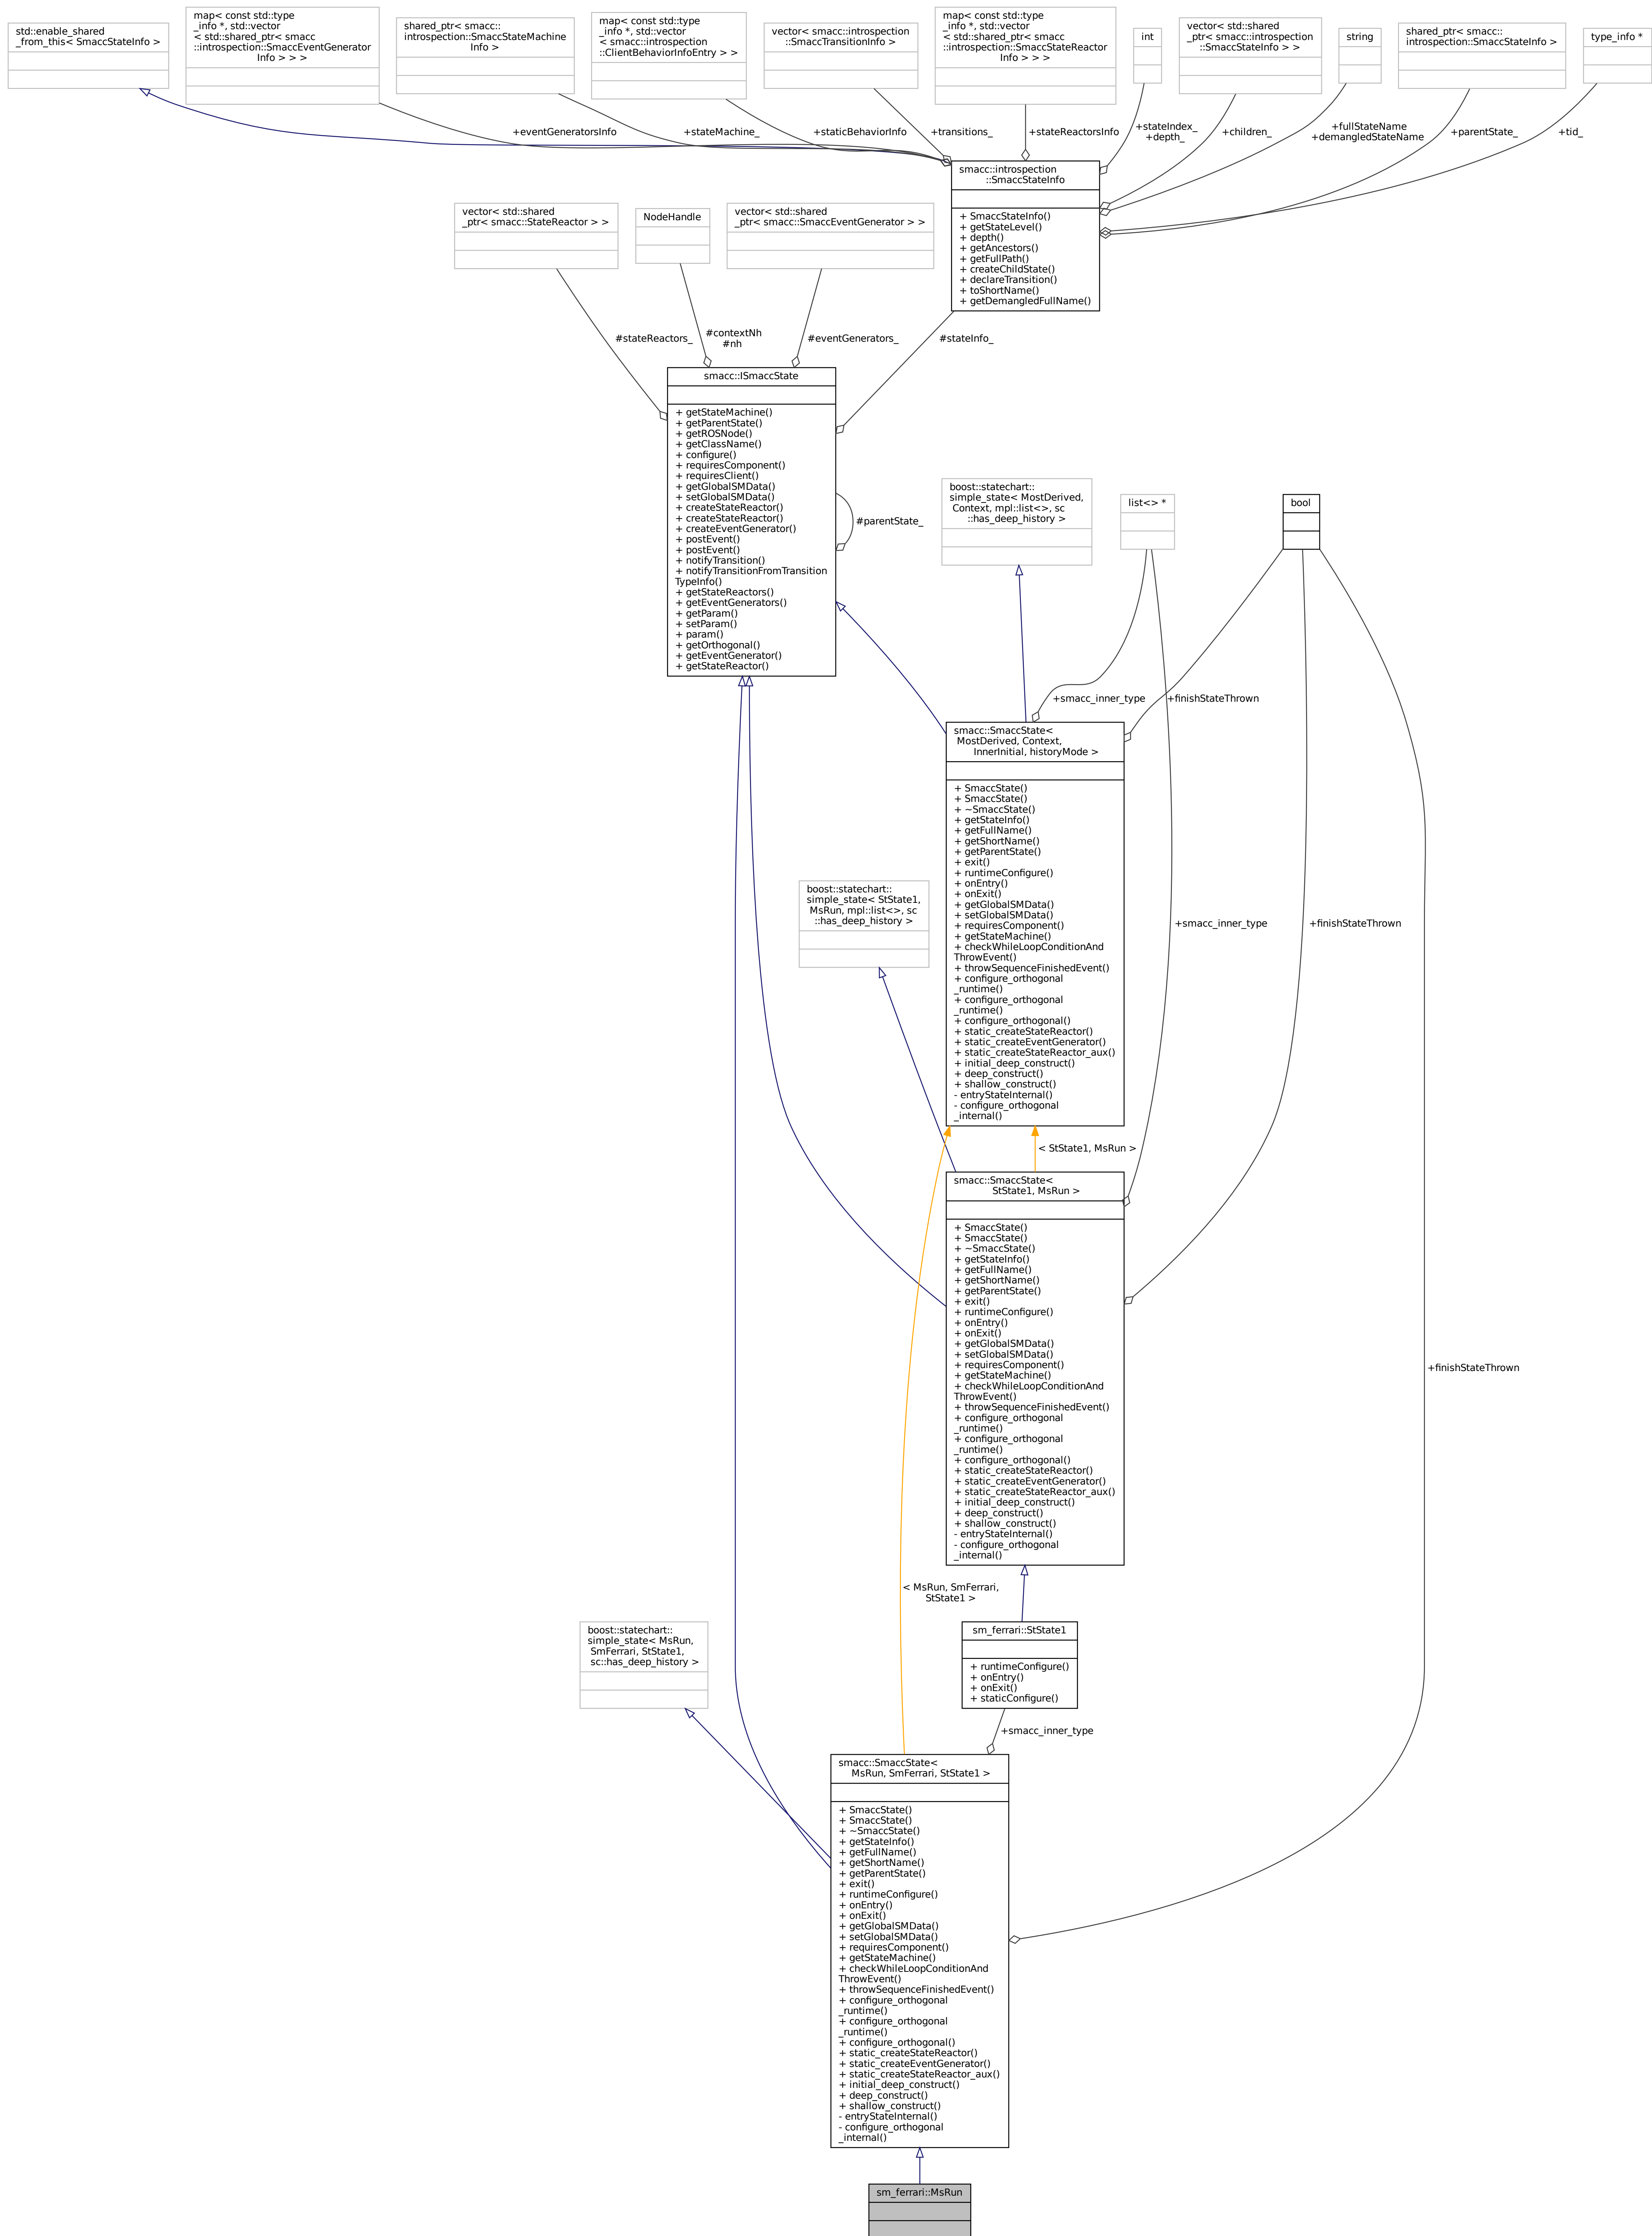 std::enable_shared
_from_this< SmaccStateInfo >
map< const std::type
_info *, std::vector
< std::shared_ptr< smacc
::introspection::SmaccEventGenerator
Info > > >
shared_ptr< smacc::
introspection::SmaccStateMachine
Info >
map< const std::type
_info *, std::vector
< smacc::introspection
::ClientBehaviorInfoEntry > >
vector< smacc::introspection
::SmaccTransitionInfo >
map< const std::type
_info *, std::vector
< std::shared_ptr< smacc
::introspection::SmaccStateReactor
Info > > >
int
vector< std::shared
_ptr< smacc::introspection
::SmaccStateInfo > >
string
shared_ptr< smacc::
introspection::SmaccStateInfo >
type_info *
+eventGeneratorsInfo
+stateMachine_
+staticBehaviorInfo
+transitions_
+stateReactorsInfo
+stateIndex_
+depth_
+children_
+fullStateName
+demangledStateName
+parentState_
+tid_
smacc::introspection
::SmaccStateInfo
+ SmaccStateInfo()
+ getStateLevel()
+ depth()
+ getAncestors()
+ getFullPath()
+ createChildState()
+ declareTransition()
+ toShortName()
+ getDemangledFullName()
vector< std::shared
_ptr< smacc::StateReactor > >
NodeHandle
vector< std::shared
_ptr< smacc::SmaccEventGenerator > >
#stateReactors_
#contextNh
#nh
#eventGenerators_
#stateInfo_
smacc::ISmaccState
+ getStateMachine()
+ getParentState()
+ getROSNode()
+ getClassName()
+ configure()
+ requiresComponent()
+ requiresClient()
+ getGlobalSMData()
+ setGlobalSMData()
+ createStateReactor()
+ createStateReactor()
+ createEventGenerator()
+ postEvent()
+ postEvent()
+ notifyTransition()
+ notifyTransitionFromTransition
TypeInfo()
+ getStateReactors()
+ getEventGenerators()
+ getParam()
+ setParam()
+ param()
+ getOrthogonal()
+ getEventGenerator()
+ getStateReactor()
#parentState_
boost::statechart::
simple_state< MostDerived,
Context, mpl::list<>, sc
::has_deep_history >
list<> *
bool
+smacc_inner_type
+finishStateThrown
smacc::SmaccState<
MostDerived, Context,
InnerInitial, historyMode >
+ SmaccState()
+ SmaccState()
+ ~SmaccState()
+ getStateInfo()
+ getFullName()
+ getShortName()
+ getParentState()
+ exit()
+ runtimeConfigure()
+ onEntry()
+ onExit()
+ getGlobalSMData()
+ setGlobalSMData()
+ requiresComponent()
+ getStateMachine()
+ checkWhileLoopConditionAnd
ThrowEvent()
+ throwSequenceFinishedEvent()
+ configure_orthogonal
_runtime()
+ configure_orthogonal
_runtime()
+ configure_orthogonal()
+ static_createStateReactor()
+ static_createEventGenerator()
+ static_createStateReactor_aux()
+ initial_deep_construct()
+ deep_construct()
+ shallow_construct()
- entryStateInternal()
- configure_orthogonal
_internal()
boost::statechart::
simple_state< StState1,
MsRun, mpl::list<>, sc
::has_deep_history >
+smacc_inner_type
+finishStateThrown
< StState1, MsRun >
smacc::SmaccState<
StState1, MsRun >
+ SmaccState()
+ SmaccState()
+ ~SmaccState()
+ getStateInfo()
+ getFullName()
+ getShortName()
+ getParentState()
+ exit()
+ runtimeConfigure()
+ onEntry()
+ onExit()
+ getGlobalSMData()
+ setGlobalSMData()
+ requiresComponent()
+ getStateMachine()
+ checkWhileLoopConditionAnd
ThrowEvent()
+ throwSequenceFinishedEvent()
+ configure_orthogonal
_runtime()
+ configure_orthogonal
_runtime()
+ configure_orthogonal()
+ static_createStateReactor()
+ static_createEventGenerator()
+ static_createStateReactor_aux()
+ initial_deep_construct()
+ deep_construct()
+ shallow_construct()
- entryStateInternal()
- configure_orthogonal
_internal()
+finishStateThrown
< MsRun, SmFerrari,
StState1 >
boost::statechart::
simple_state< MsRun,
SmFerrari, StState1,
sc::has_deep_history >
sm_ferrari::StState1
+ runtimeConfigure()
+ onEntry()
+ onExit()
+ staticConfigure()
+smacc_inner_type
smacc::SmaccState<
MsRun, SmFerrari, StState1 >
+ SmaccState()
+ SmaccState()
+ ~SmaccState()
+ getStateInfo()
+ getFullName()
+ getShortName()
+ getParentState()
+ exit()
+ runtimeConfigure()
+ onEntry()
+ onExit()
+ getGlobalSMData()
+ setGlobalSMData()
+ requiresComponent()
+ getStateMachine()
+ checkWhileLoopConditionAnd
ThrowEvent()
+ throwSequenceFinishedEvent()
+ configure_orthogonal
_runtime()
+ configure_orthogonal
_runtime()
+ configure_orthogonal()
+ static_createStateReactor()
+ static_createEventGenerator()
+ static_createStateReactor_aux()
+ initial_deep_construct()
+ deep_construct()
+ shallow_construct()
- entryStateInternal()
- configure_orthogonal
_internal()
sm_ferrari::MsRun